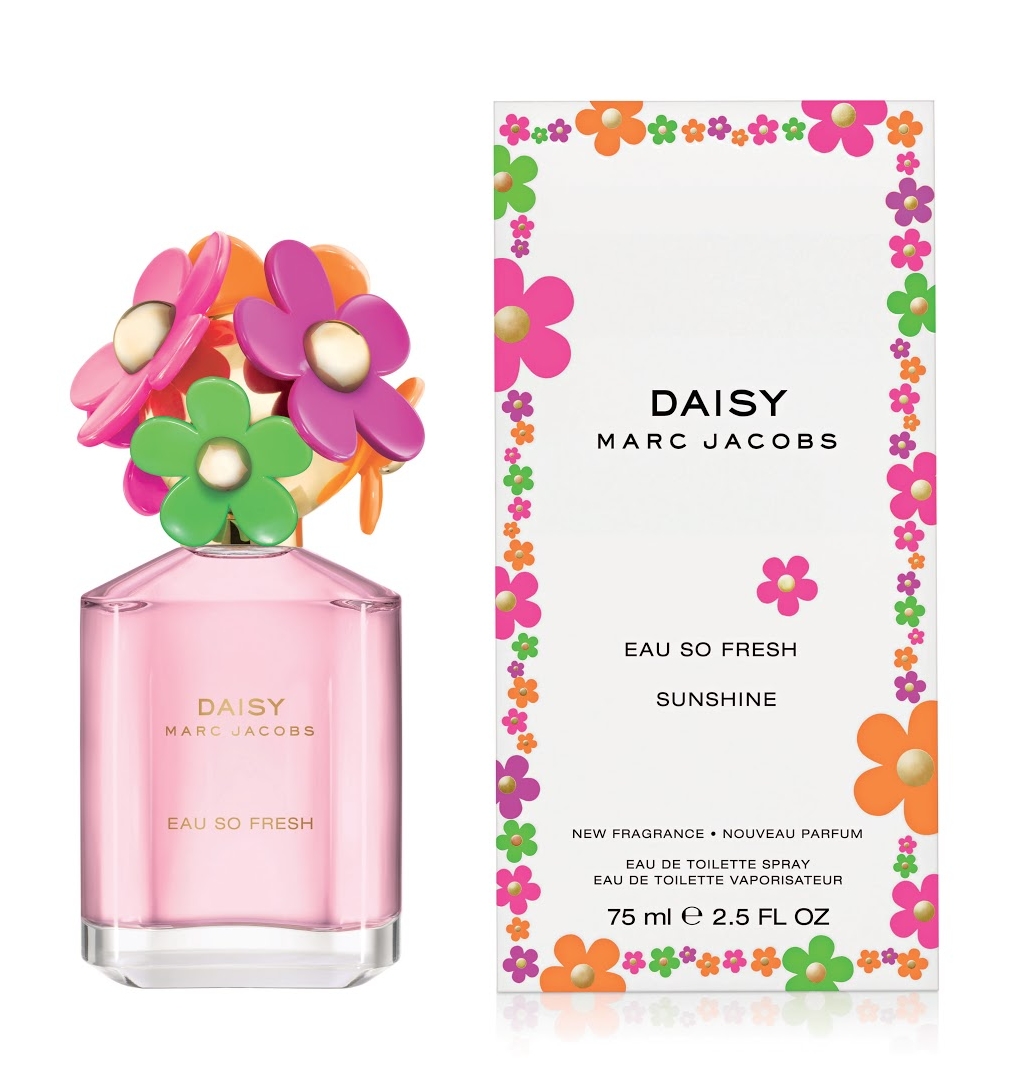 DAISY
MARC JACOBS
EAU SO FRESH
DAISY
MARC JACOBS
EAU SO FRESH
SUNSHINE
NEW FRAGRANCE • NOUVEAU PARFUM
EAU DE TOILETTE SPRAY
EAU DE TOILETTE VAPORISATEUR
75 ml ℮ 2.5 FL OZ